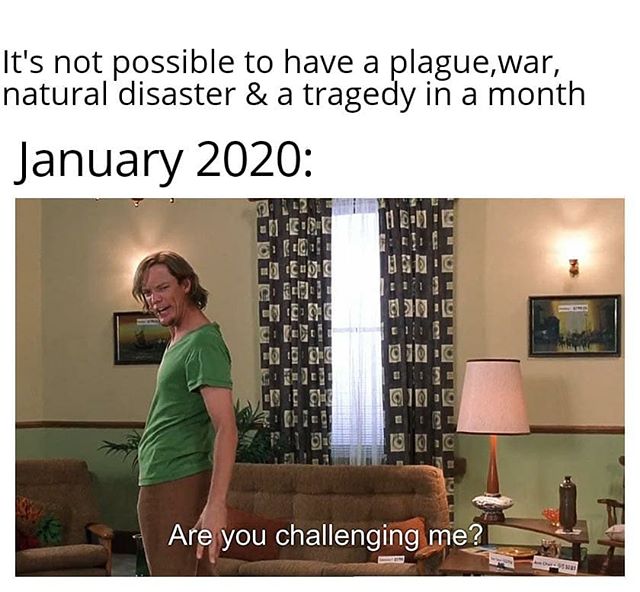 It's not possible to have a plague,war,
natural disaster & a tragedy in a month
January 2020:
Are you challenging me?